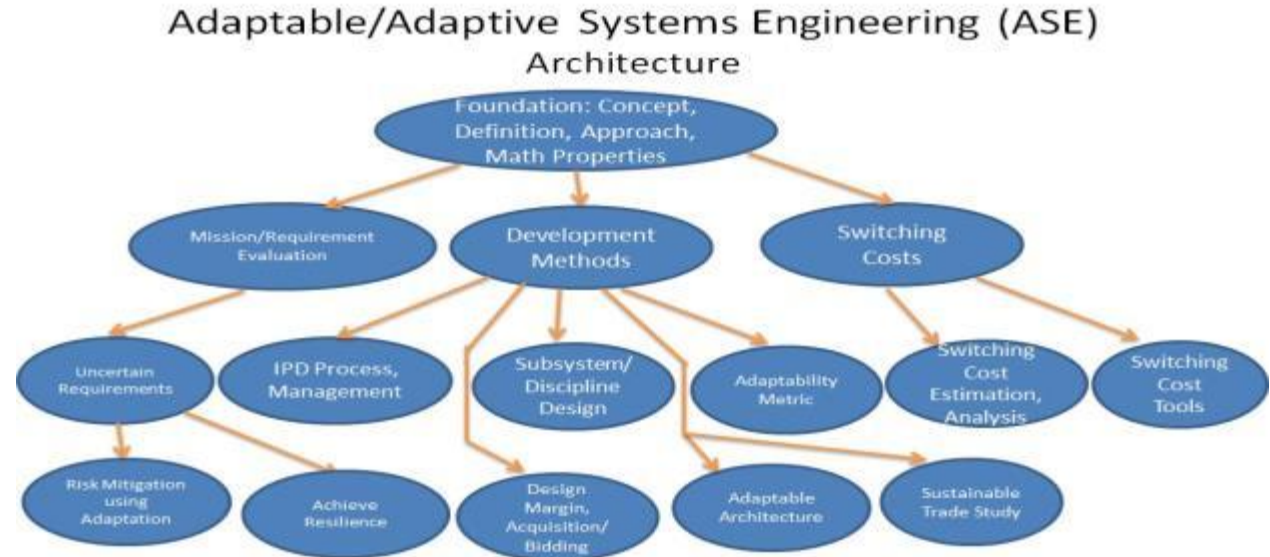 Adaptable/Adaptive Systems Engineering (ASE)
Architecture
Foundation: Concept,
Definition, Approach,
Math Properties
Mission/Requirement
Evaluation
Development
Methods
Switching
Costs
Uncertain
Requirements
IPD Process,
Management
Subsystem/
Discipline
Design
Adaptability
Metric
Switching
Cost
Estimation,
Analysis
Switching
Cost
Tools
Risk Mitigation
using
Adaptation
Achieve
Resilience
Design
Margin,
Acquisition/
Bidding
Adaptable
Architecture
Sustainable
Trade Study